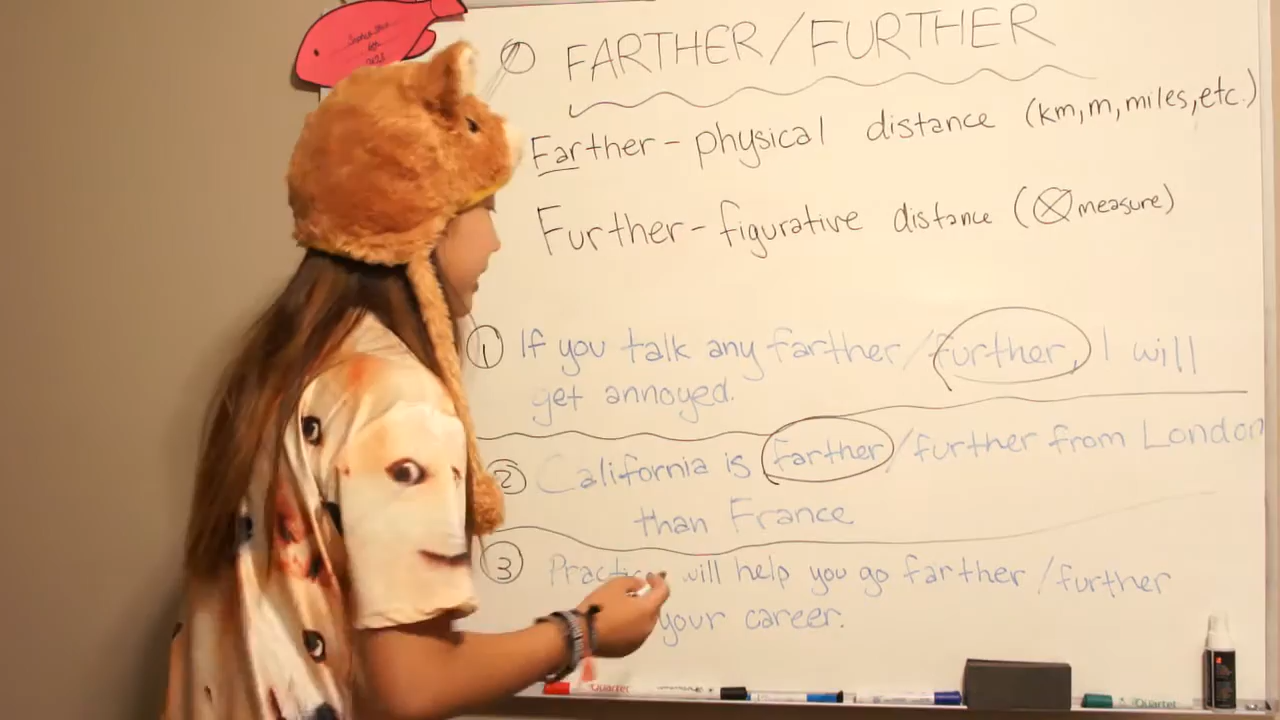 FARTHER/FURTHER
Farther - physical distance (km, m, miles, etc.)
Further - figurative distance (⊗ measure)
① If you talk any farther/further, I will
get annoyed.
② California is farther/further from London
than France
③ Practice will help you go farther/further
your career.
Quartet
Quartet